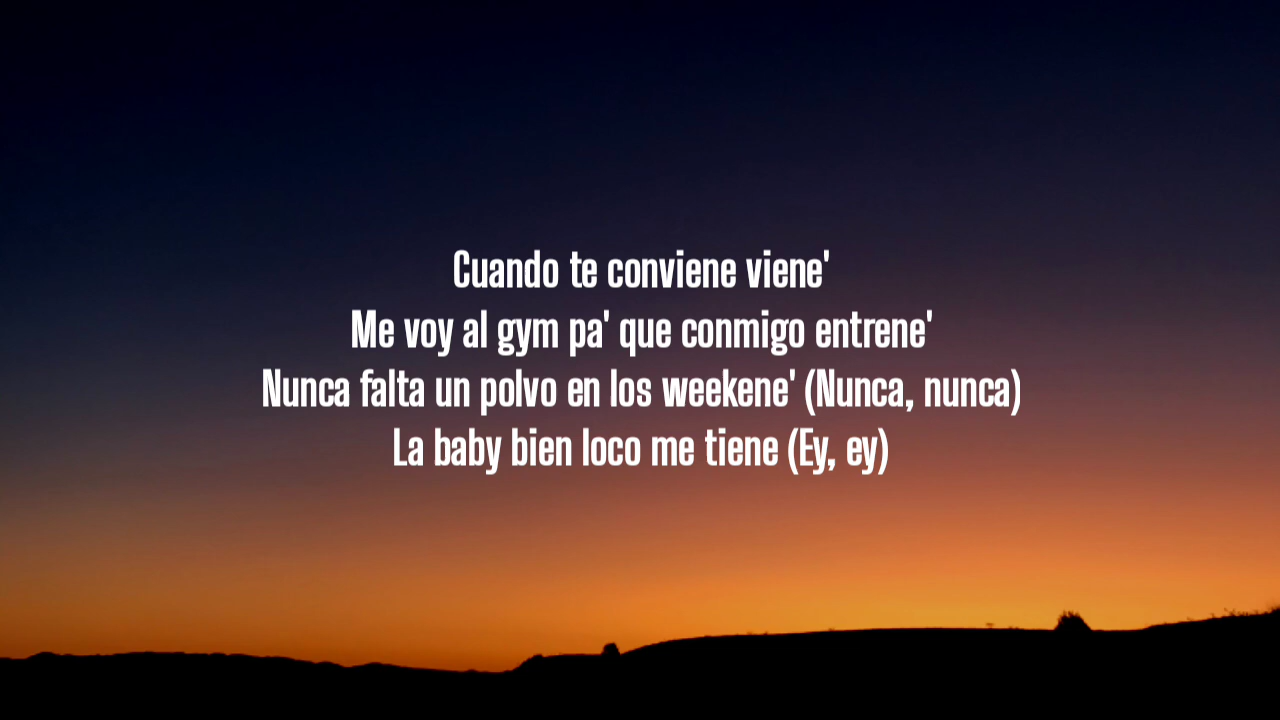 Cuando te conviene viene'
Me voy al gym pa' que conmigo entrene'
Nunca falta un polvo en los weekene' (Nunca, nunca)
La baby bien loco me tiene (Ey, ey)